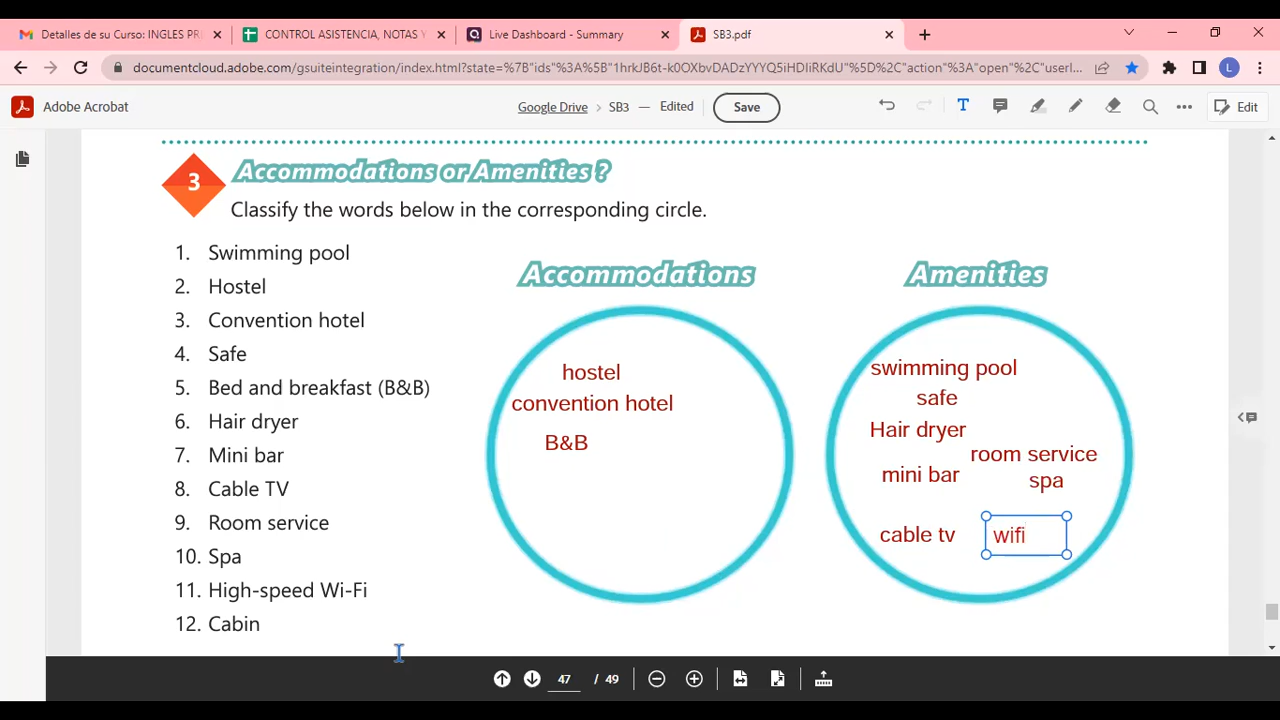 Detalles de su Curso: INGLES PR
CONTROL ASISTENCIA, NOTAS Y
Live Dashboard - Summary
SB3.pdf
documentcloud.adobe.com/gsuiteintegration/index.html?state=%7B"ids"%3A%5B"1hrkJB6t-k0OXbvDADzYYYQ5iHDIiRKdU"%5D%2C"action"%3A"open"%2C"userI...
L
Adobe Acrobat
Google Drive > SB3 — Edited
Save
T
Edit
3
Accommodations or Amenities ?
Classify the words below in the corresponding circle.
1. Swimming pool
2. Hostel
3. Convention hotel
4. Safe
5. Bed and breakfast (B&B)
6. Hair dryer
7. Mini bar
8. Cable TV
9. Room service
10. Spa
11. High-speed Wi-Fi
12. Cabin
Accommodations
hostel
convention hotel
B&B
Amenities
swimming pool
safe
Hair dryer
room service
mini bar
spa
cable tv
wifi
47 / 49